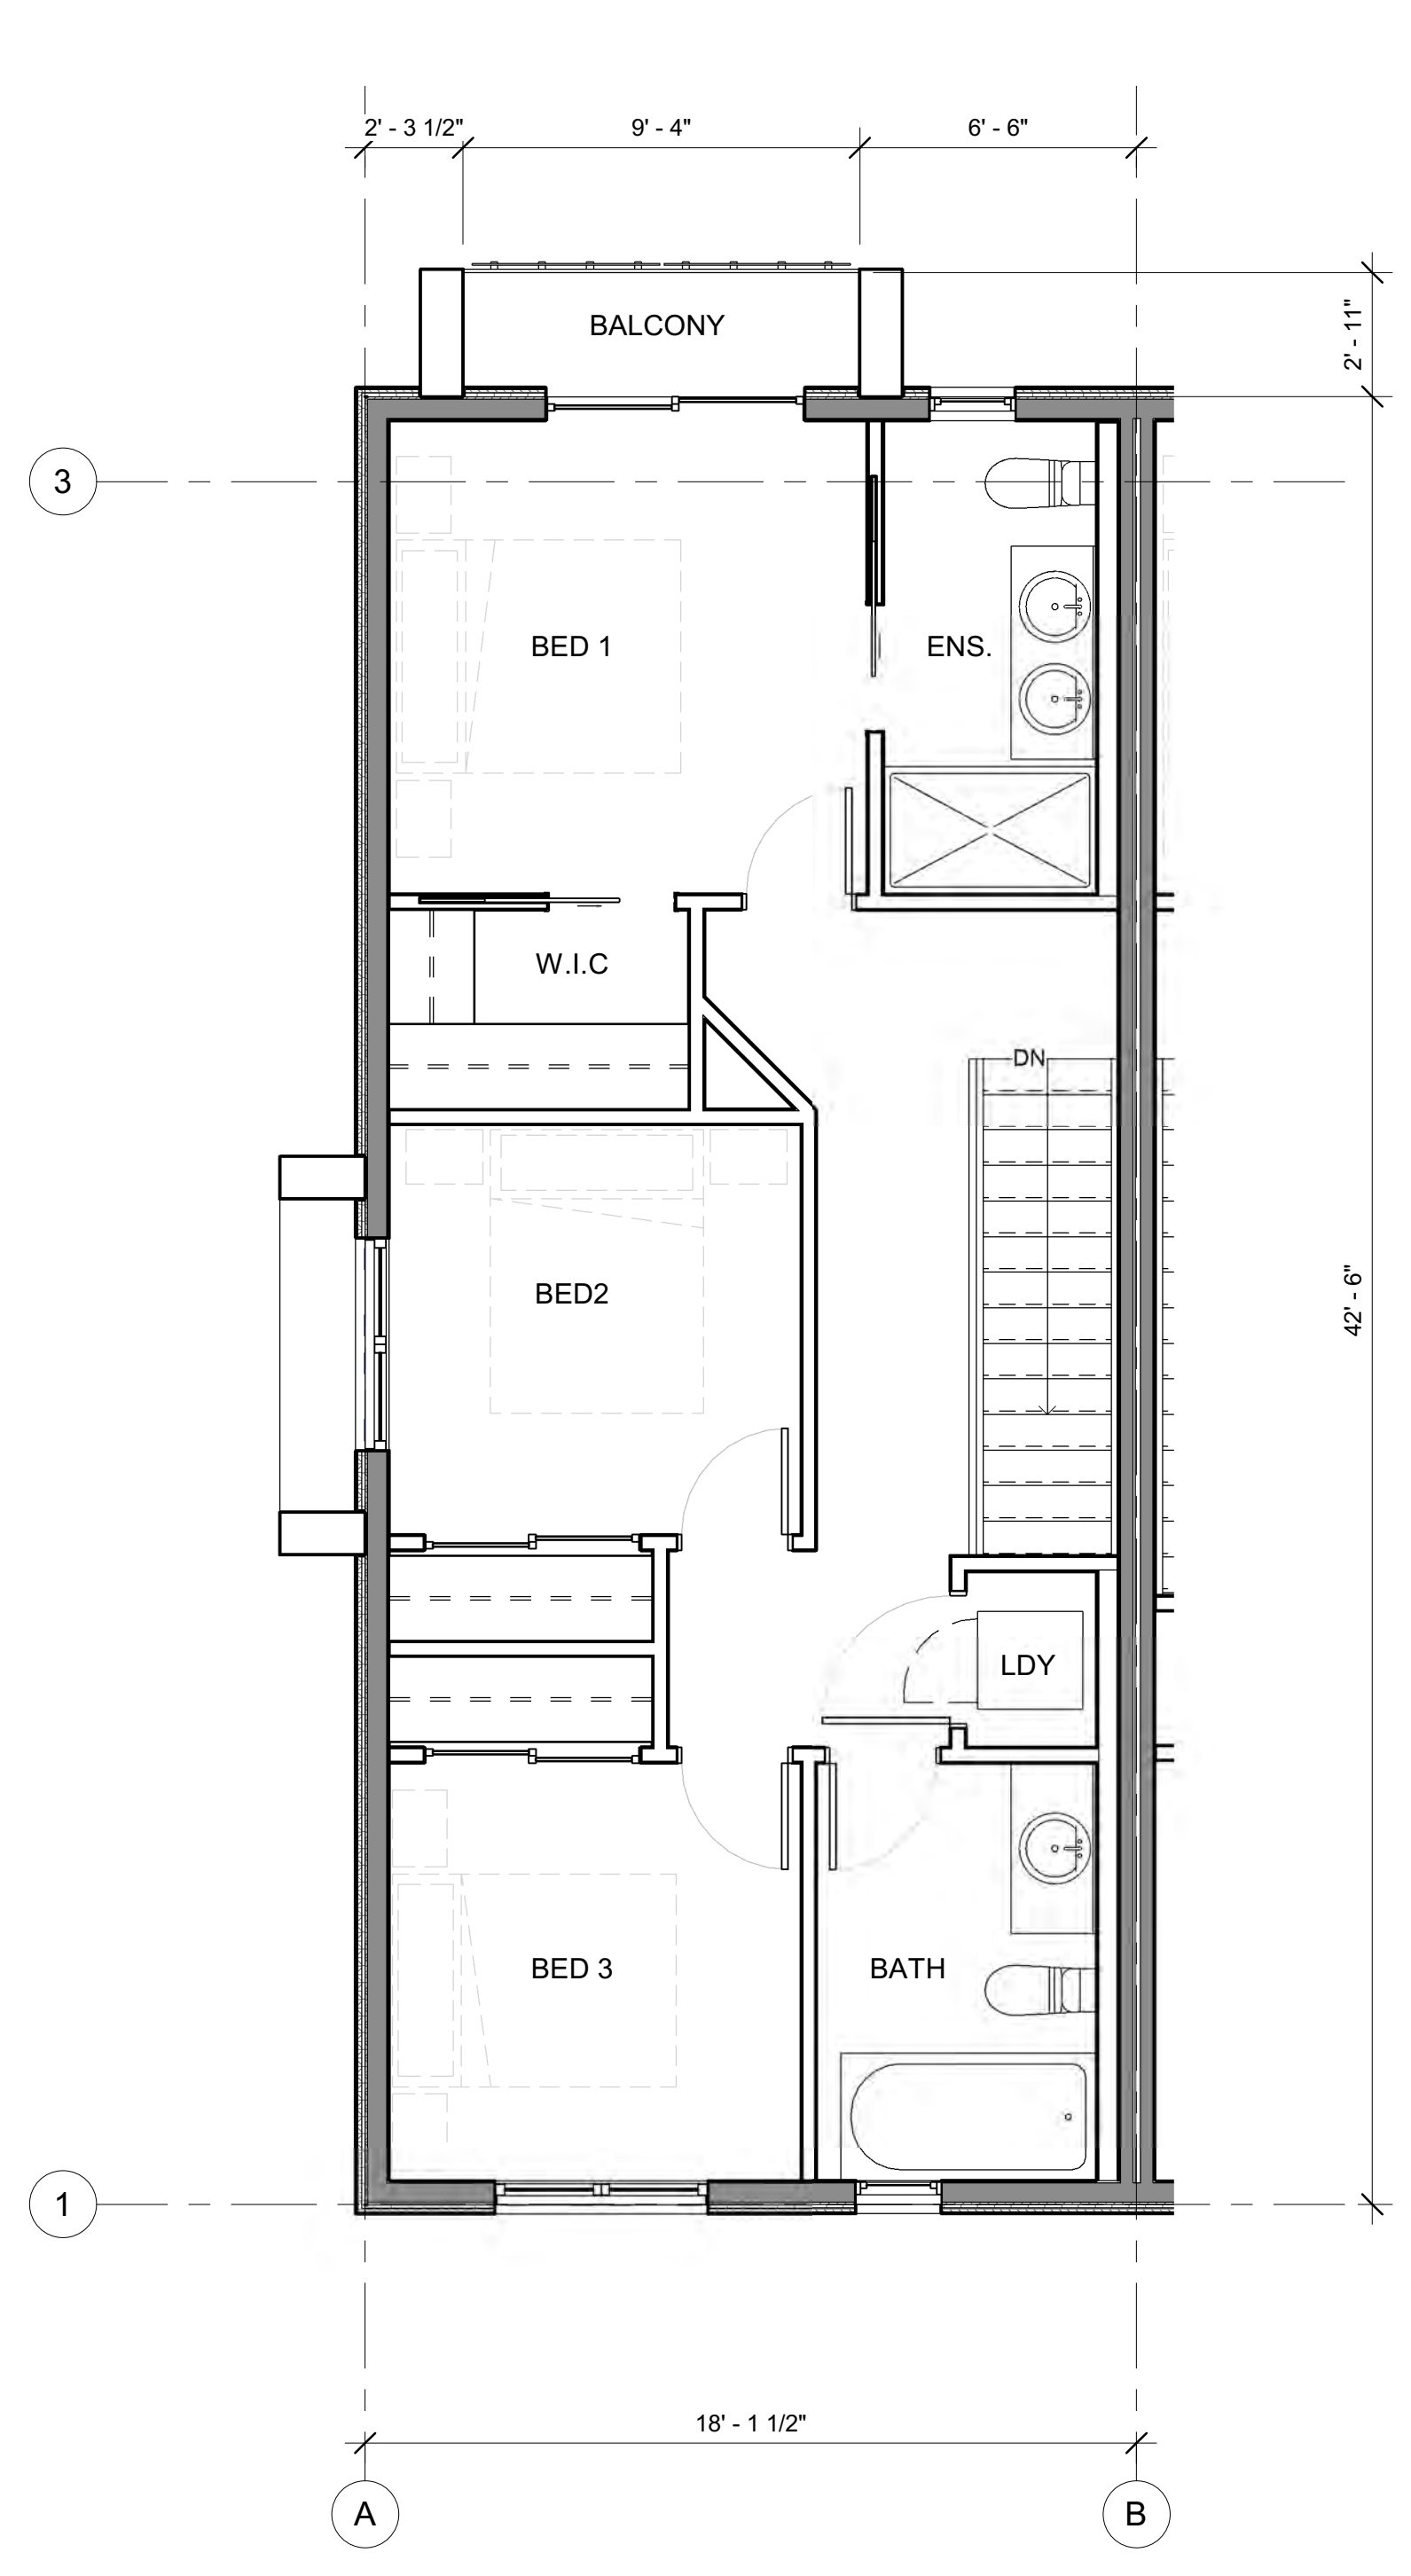 2' - 3 1/2" 9' - 4" 6' - 6"
BALCONY
2' - 11"
3
BED 1
ENS.
W.I.C
DN
BED2
42' - 6"
LDY
BED 3
BATH
1
18' - 1 1/2"
A
B